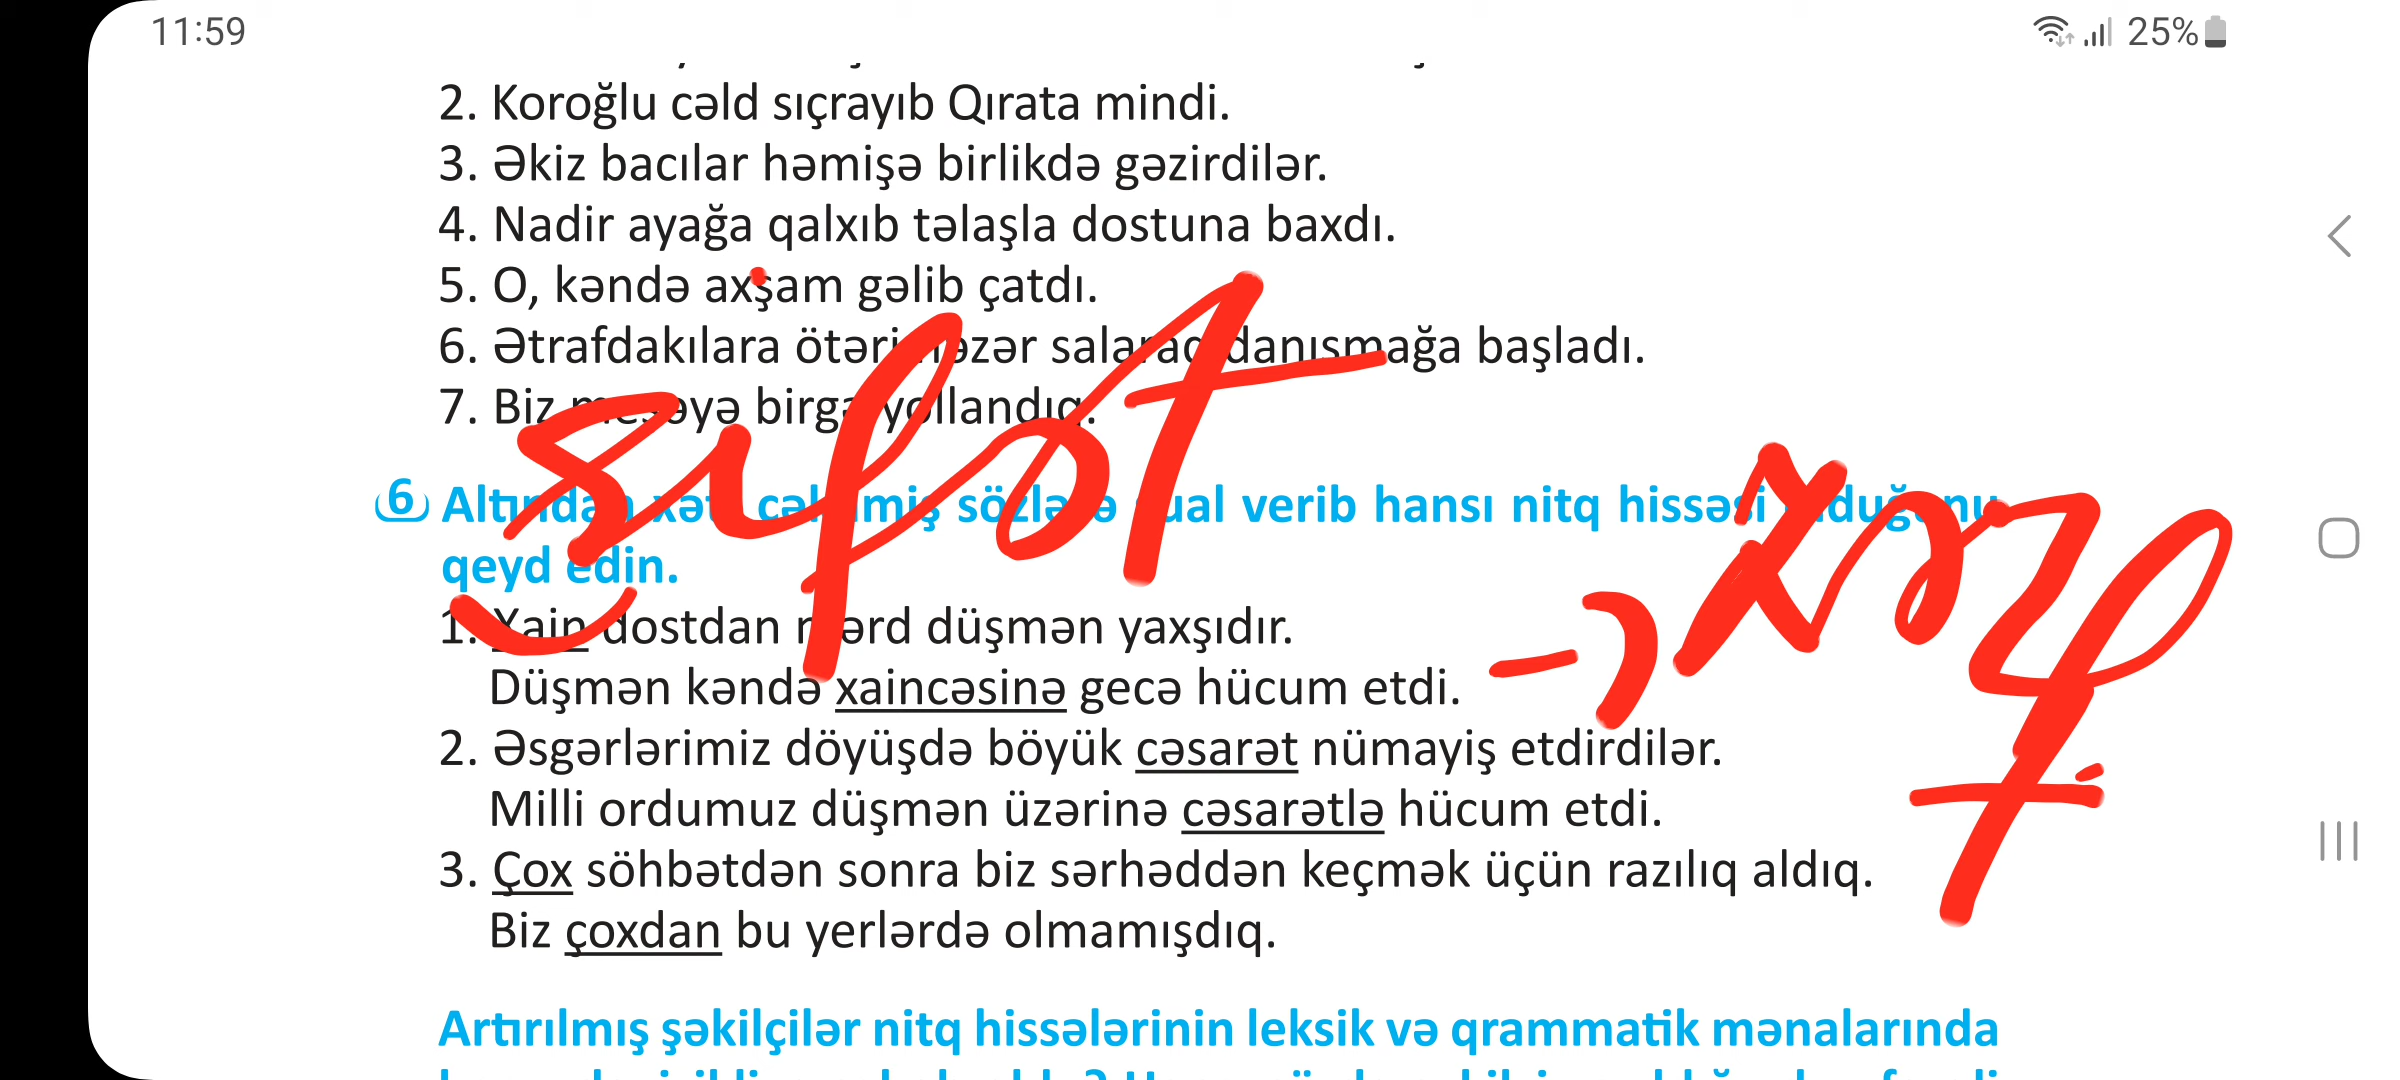 11:59
25%
2. Koroğlu cəld sıçrayıb Qırata mindi.
3. Əkiz bacılar həmişə birlikdə gəzirdilər.
4. Nadir ayağa qalxıb təlaşla dostuna baxdı.
5. O, kəndə axşam gəlib çatdı.
6. Ətrafdakılara ötəri nəzər salaraq danışmağa başladı.
7. Biz meşəyə birgə yollandıq.
sifət
6 Altından xətt çəkilmiş sözlərə sual verib hansı nitq hissəsi olduğunu
qeyd edin.
zərf
1. Xain dostdan mərd düşmən yaxşıdır.
Düşmən kəndə xaincəsinə gecə hücum etdi.
2. Əsgərlərimiz döyüşdə böyük cəsarət nümayiş etdirdilər.
Milli ordumuz düşmən üzərinə cəsarətlə hücum etdi.
3. Çox söhbətdən sonra biz sərhəddən keçmək üçün razılıq aldıq.
Biz çoxdan bu yerlərdə olmamışdıq.
Artırılmış şəkilçilər nitq hissələrinin leksik və qrammatik mənalarında